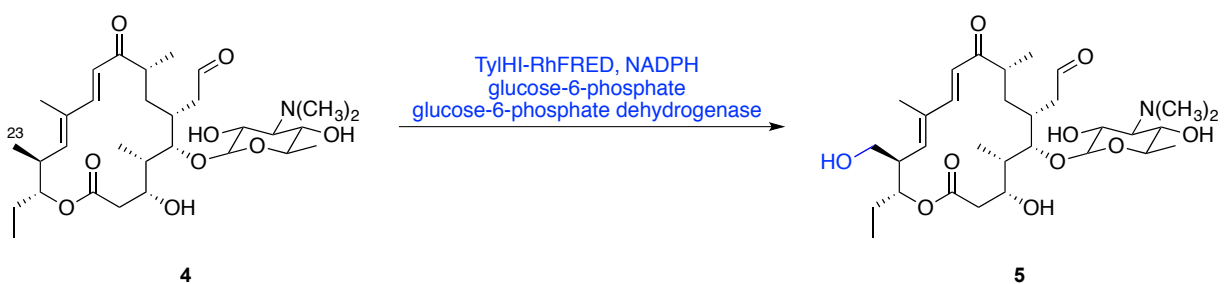 O
O
23
N(CH₃)₂
HO
OH
O
O
O
O
OH
4
TylHI-RhFRED, NADPH
glucose-6-phosphate
glucose-6-phosphate dehydrogenase
O
O
N(CH₃)₂
HO
OH
O
O
HO
O
O
OH
5